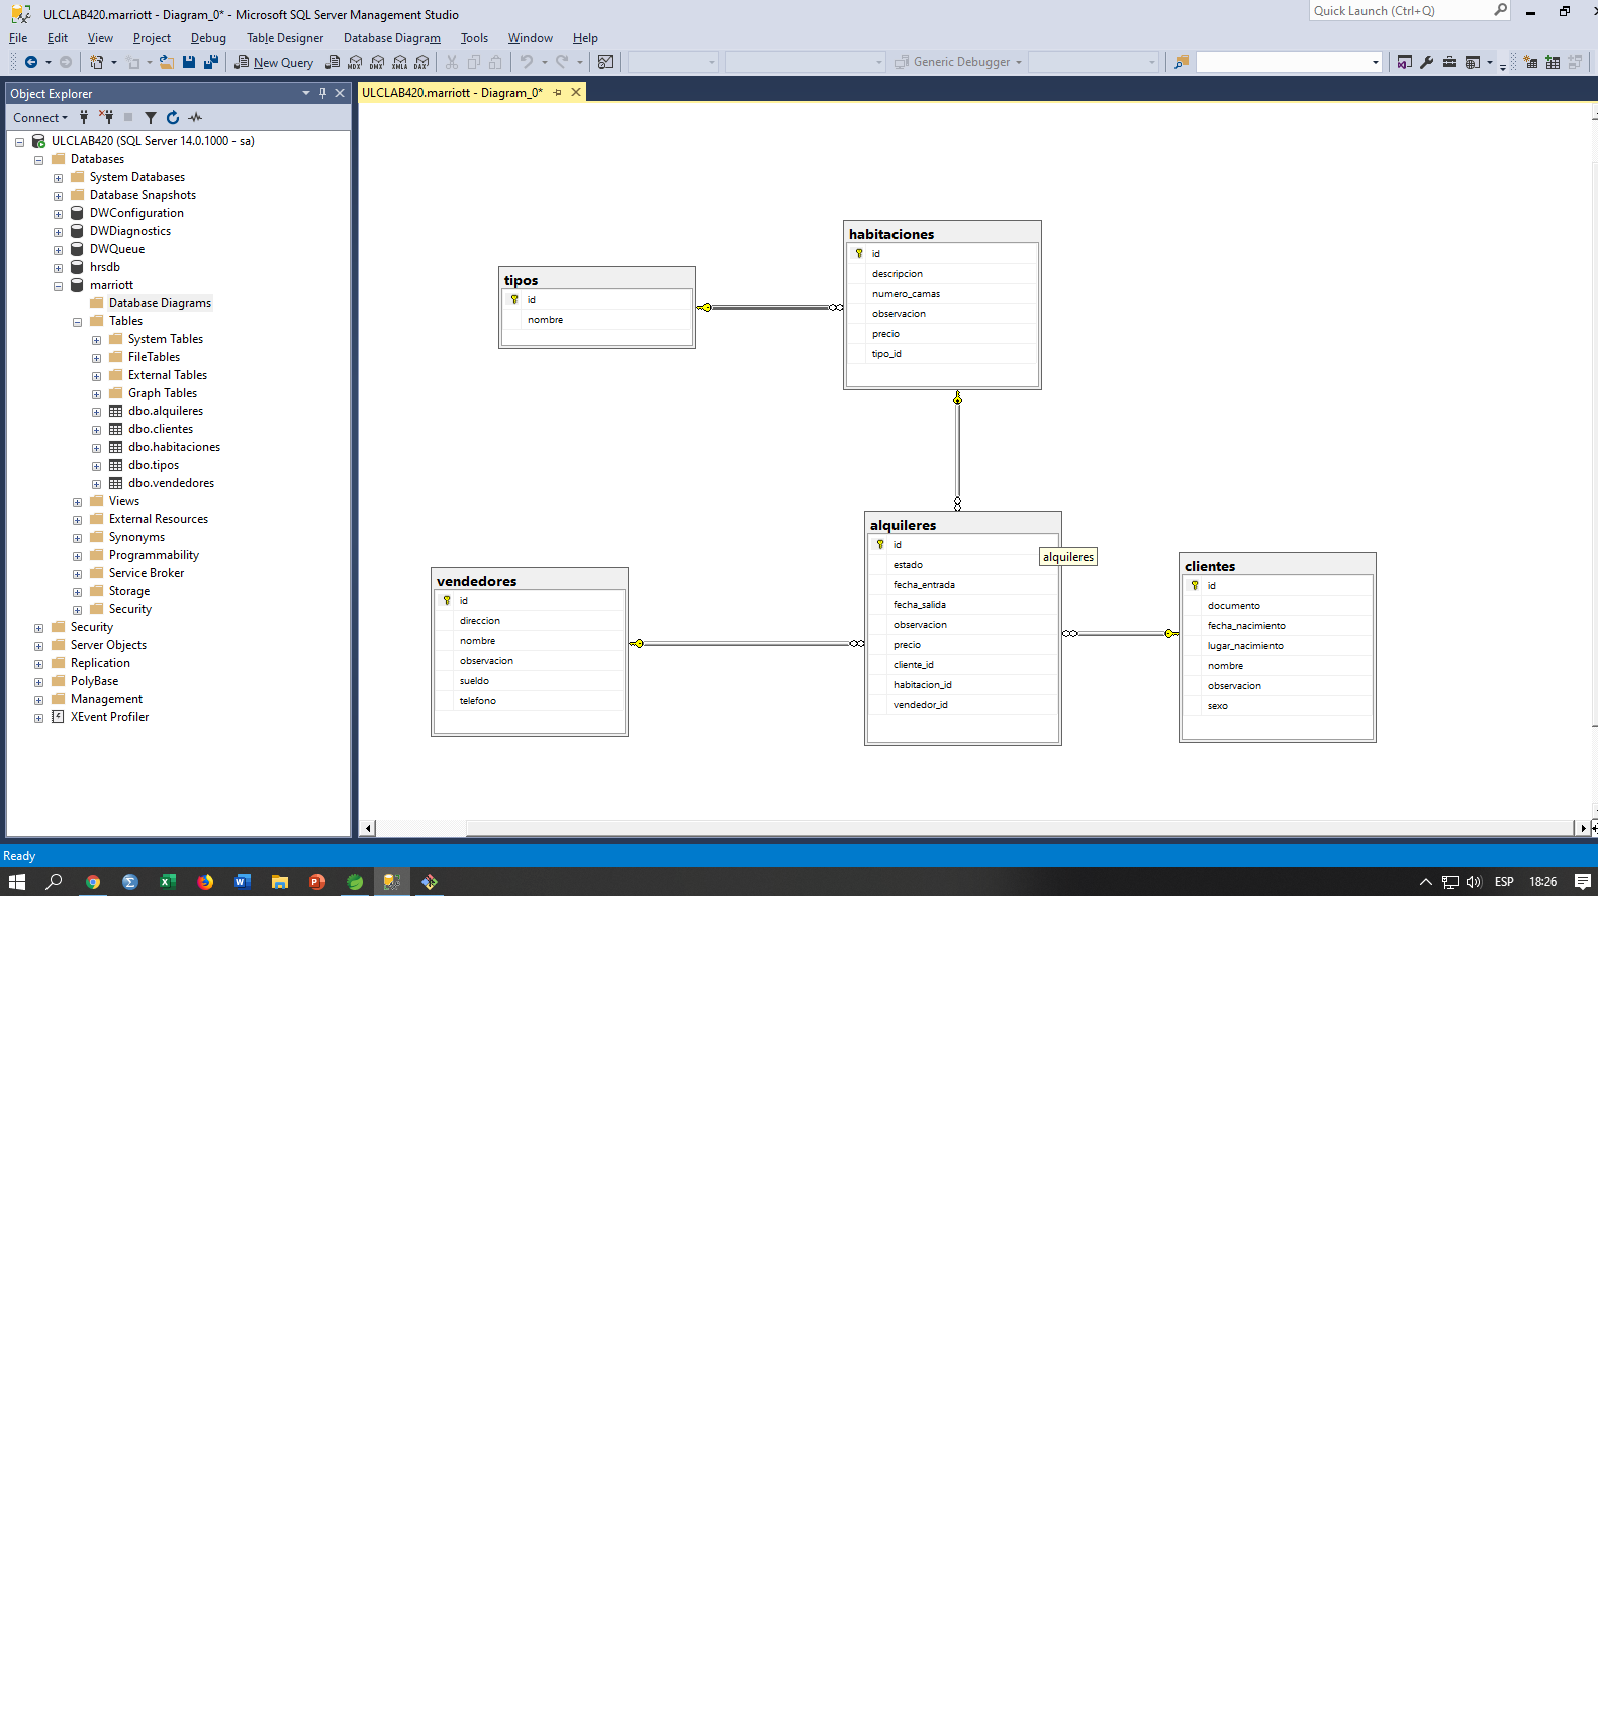 ULCLAB420.marriott - Diagram_0* - Microsoft SQL Server Management Studio
Quick Launch (Ctrl+Q)
File Edit View Project Debug Table Designer Database Diagram Tools Window Help
New Query MDX DMX XMLA DAX Generic Debugger
Object Explorer
ULCLAB420.marriott - Diagram_0*
Connect
ULCLAB420 (SQL Server 14.0.1000 - sa)
Databases
System Databases
Database Snapshots
DWConfiguration
DWDiagnostics
DWQueue
hrsdb
marriott
Database Diagrams
Tables
System Tables
FileTables
External Tables
Graph Tables
dbo.alquileres
dbo.clientes
dbo.habitaciones
dbo.tipos
dbo.vendedores
Views
External Resources
Synonyms
Programmability
Service Broker
Storage
Security
Security
Server Objects
Replication
PolyBase
Management
XEvent Profiler
tipos
id
nombre
habitaciones
id
descripcion
numero_camas
observacion
precio
tipo_id
vendedores
id
direccion
nombre
observacion
sueldo
telefono
alquileres
id
estado
fecha_entrada
fecha_salida
observacion
precio
cliente_id
habitacion_id
vendedor_id
alquileres
clientes
id
documento
fecha_nacimiento
lugar_nacimiento
nombre
observacion
sexo
Ready
ESP 18:26